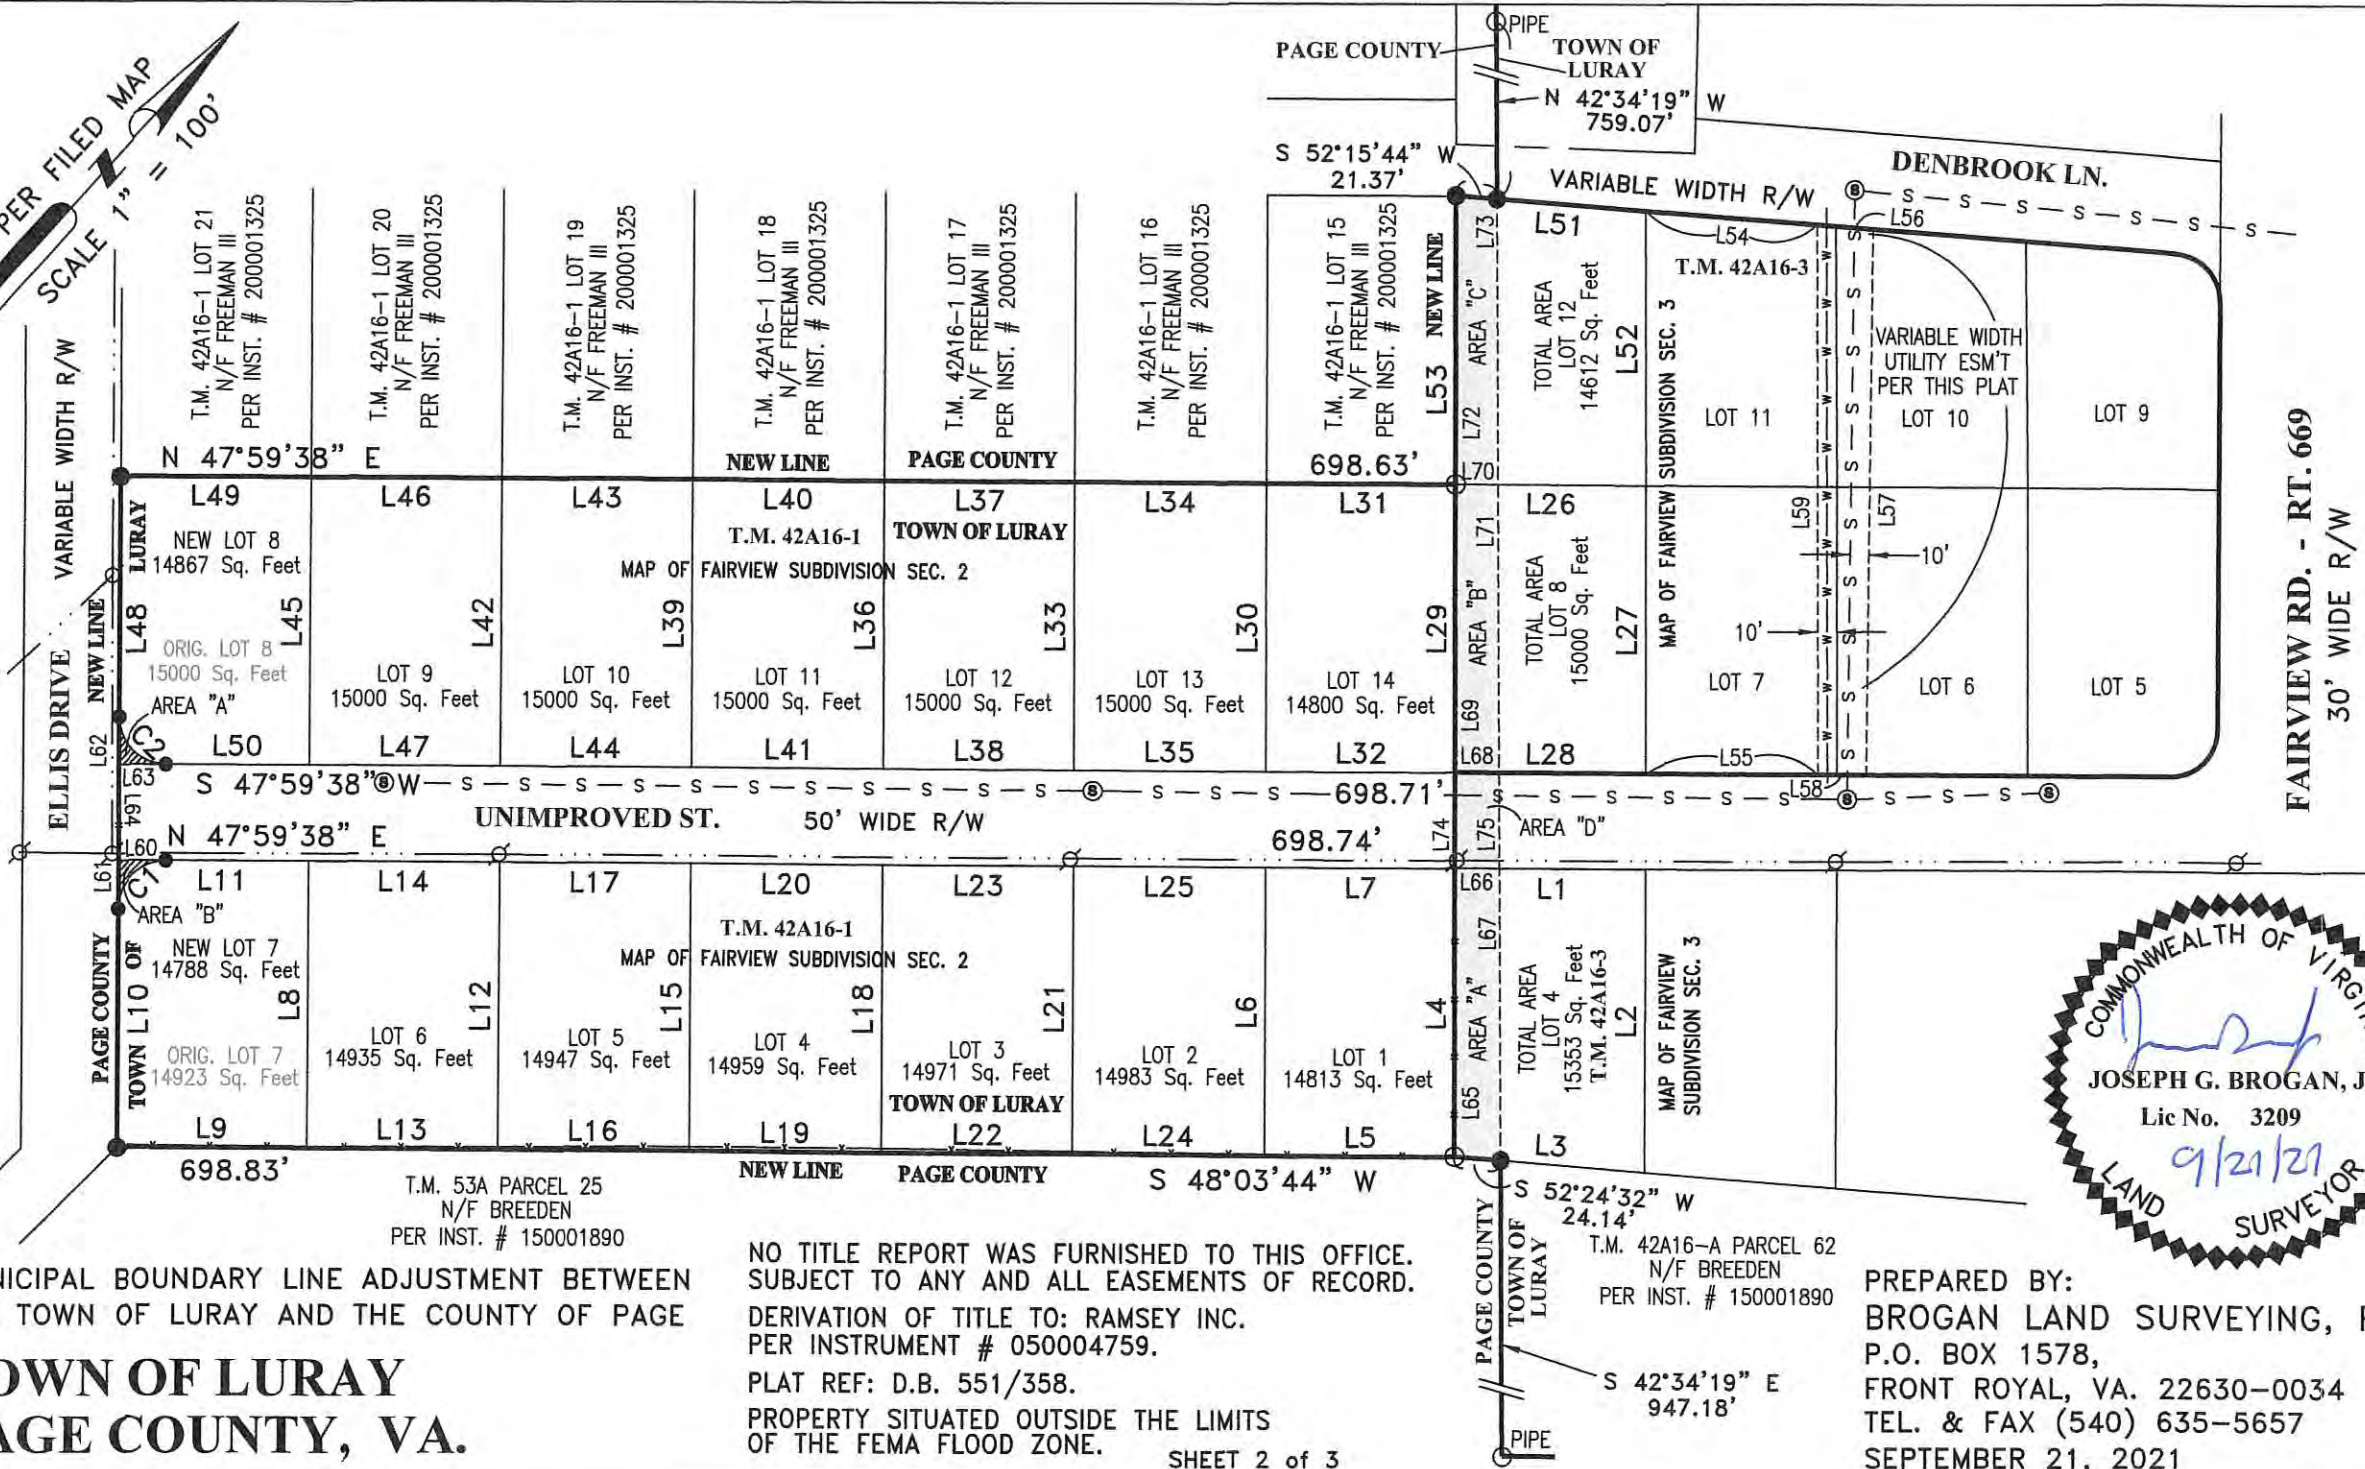 PER FILED MAP
N
SCALE 1" = 100'
PAGE COUNTY
PIPE
TOWN OF
LURAY
N 42°34'19" W
759.07'
S 52°15'44" W
21.37'
VARIABLE WIDTH R/W
DENBROOK LN.
S S S S S S S S
T.M. 42A16-1 LOT 21
N/F FREEMAN III
PER INST. # 200001325
T.M. 42A16-1 LOT 20
N/F FREEMAN III
PER INST. # 200001325
T.M. 42A16-1 LOT 19
N/F FREEMAN III
PER INST. # 200001325
T.M. 42A16-1 LOT 18
N/F FREEMAN III
PER INST. # 200001325
T.M. 42A16-1 LOT 17
N/F FREEMAN III
PER INST. # 200001325
T.M. 42A16-1 LOT 16
N/F FREEMAN III
PER INST. # 200001325
T.M. 42A16-1 LOT 15
N/F FREEMAN III
PER INST. # 200001325
L53 NEW LINE
L72 AREA "C" L73
L51
TOTAL AREA
LOT 12
14612 Sq. Feet
L52
L54
T.M. 42A16-3
L56
MAP OF FAIRVIEW SUBDIVISION SEC. 3
VARIABLE WIDTH
UTILITY ESM'T
PER THIS PLAT
LOT 11
LOT 10
LOT 9
FAIRVIEW RD. - RT. 669
30' WIDE R/W
ELLIS DRIVE VARIABLE WIDTH R/W
N 47°59'38" E
NEW LINE
PAGE COUNTY
698.63'
L70
L49
L46
L43
L40
L37
L34
L31
L26
L59
L57
LURAY
NEW LOT 8
14867 Sq. Feet
T.M. 42A16-1
TOWN OF LURAY
MAP OF FAIRVIEW SUBDIVISION SEC. 2
10'
10'
NEW LINE
L48
L45
L42
L39
L36
L33
L30
L29
L69 AREA "B" L71
TOTAL AREA
LOT 8
15000 Sq. Feet
L27
ORIG. LOT 8
15000 Sq. Feet
LOT 9
15000 Sq. Feet
LOT 10
15000 Sq. Feet
LOT 11
15000 Sq. Feet
LOT 12
15000 Sq. Feet
LOT 13
15000 Sq. Feet
LOT 14
14800 Sq. Feet
LOT 7
LOT 6
LOT 5
AREA "A"
L62
C2
L50
L47
L44
L41
L38
L35
L32
L68
L28
L55
L63
S 47°59'38" W
698.71'
L58
L64
UNIMPROVED ST.
50' WIDE R/W
L74
L75
AREA "D"
L60
N 47°59'38" E
698.74'
L61
C1
L11
L14
L17
L20
L23
L25
L7
L66
L1
AREA "B"
NEW LOT 7
14788 Sq. Feet
T.M. 42A16-1
MAP OF FAIRVIEW SUBDIVISION SEC. 2
PAGE COUNTY
TOWN L10 OF
L8
L12
L15
L18
L21
L6
L4
L65 AREA "A" L67
TOTAL AREA
LOT 4
15353 Sq. Feet
T.M. 42A16-3
L2
MAP OF FAIRVIEW
SUBDIVISION SEC. 3
ORIG. LOT 7
14923 Sq. Feet
LOT 6
14935 Sq. Feet
LOT 5
14947 Sq. Feet
LOT 4
14959 Sq. Feet
LOT 3
14971 Sq. Feet
LOT 2
14983 Sq. Feet
LOT 1
14813 Sq. Feet
TOWN OF LURAY
L9
L13
L16
L19
L22
L24
L5
L3
698.83'
NEW LINE
PAGE COUNTY
S 48°03'44" W
S 52°24'32" W
24.14'
T.M. 53A PARCEL 25
N/F BREEDEN
PER INST. # 150001890
PAGE COUNTY
TOWN OF
LURAY
T.M. 42A16-A PARCEL 62
N/F BREEDEN
PER INST. # 150001890
S 42°34'19" E
947.18'
PIPE
COMMONWEALTH OF VIRG
JOSEPH G. BROGAN, J
Lic No. 3209
9/21/21
LAND SURVEYOR
NICIPAL BOUNDARY LINE ADJUSTMENT BETWEEN
TOWN OF LURAY AND THE COUNTY OF PAGE
OWN OF LURAY
AGE COUNTY, VA.
NO TITLE REPORT WAS FURNISHED TO THIS OFFICE.
SUBJECT TO ANY AND ALL EASEMENTS OF RECORD.
DERIVATION OF TITLE TO: RAMSEY INC.
PER INSTRUMENT # 050004759.
PLAT REF: D.B. 551/358.
PROPERTY SITUATED OUTSIDE THE LIMITS
OF THE FEMA FLOOD ZONE.
SHEET 2 of 3
PREPARED BY:
BROGAN LAND SURVEYING,
P.O. BOX 1578,
FRONT ROYAL, VA. 22630-0034
TEL. & FAX (540) 635-5657
SEPTEMBER 21, 2021